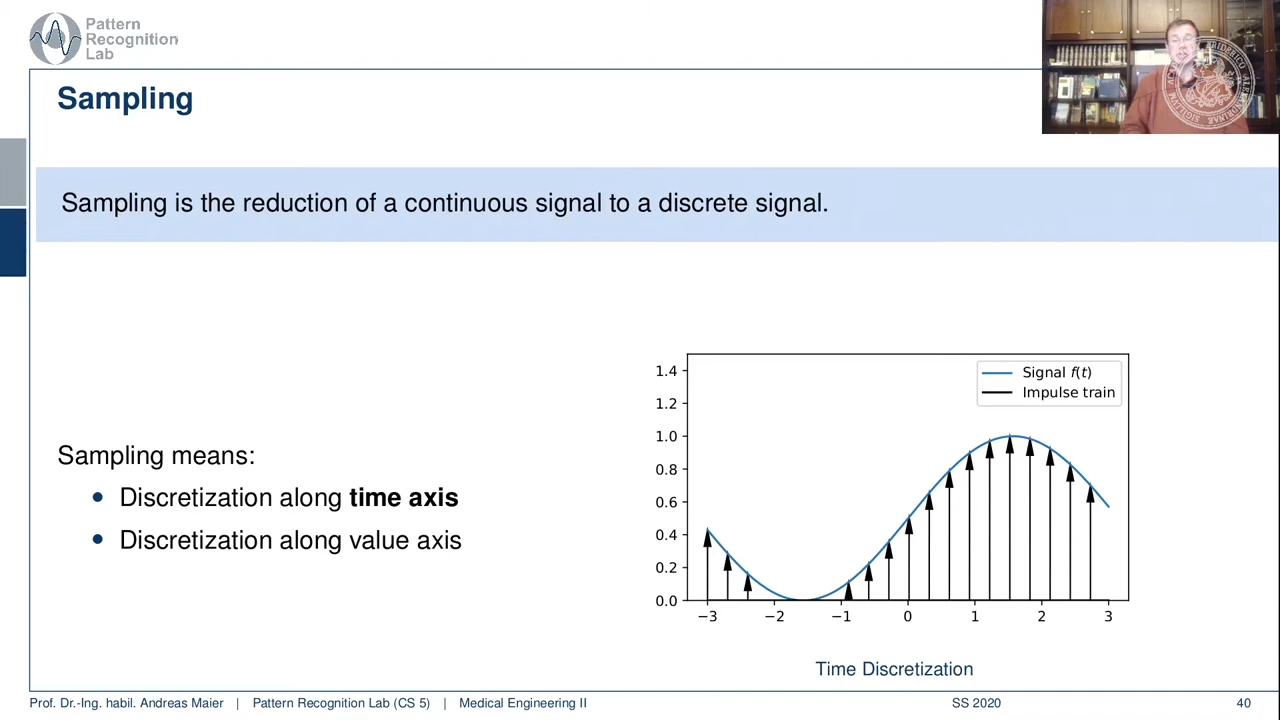 Pattern
Recognition
Lab
Sampling
Sampling is the reduction of a continuous signal to a discrete signal.
Sampling means:
• Discretization along time axis
• Discretization along value axis
Signal f(t)
Impulse train
1.4
1.2
1.0
0.8
0.6
0.4
0.2
0.0
−3 −2 −1 0 1 2 3
Time Discretization
Prof. Dr.-Ing. habil. Andreas Maier | Pattern Recognition Lab (CS 5) | Medical Engineering II SS 2020 40